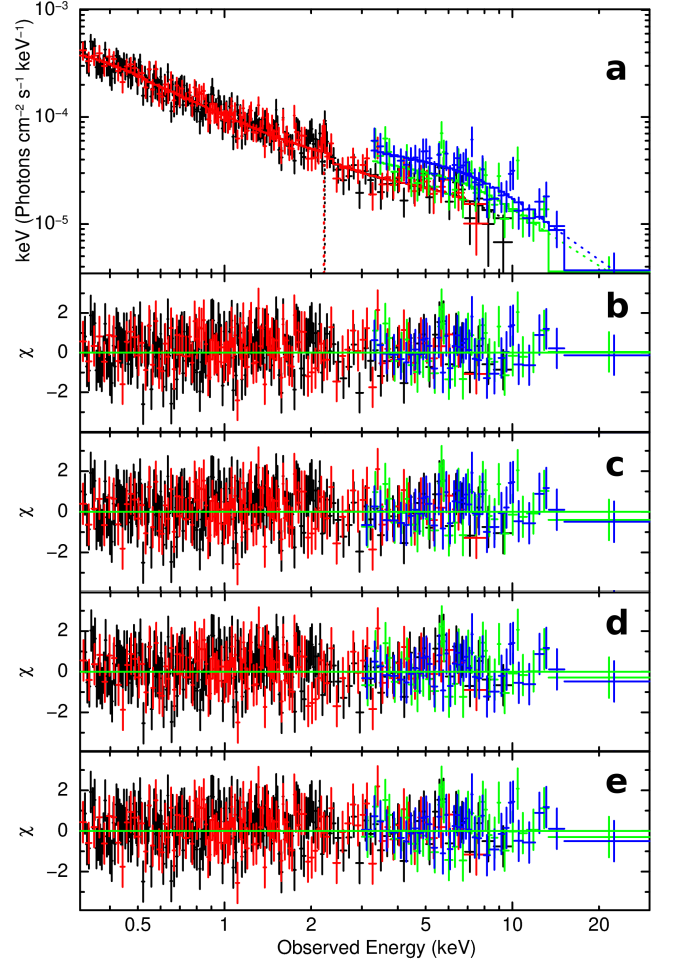 10−3
a
10−4
10−5
keV (Photons cm−2 s−1 keV−1)
b
2
0
−2
χ
c
2
0
−2
χ
d
2
0
−2
χ
e
2
0
−2
χ
0.5 1 2 5 10 20
Observed Energy (keV)